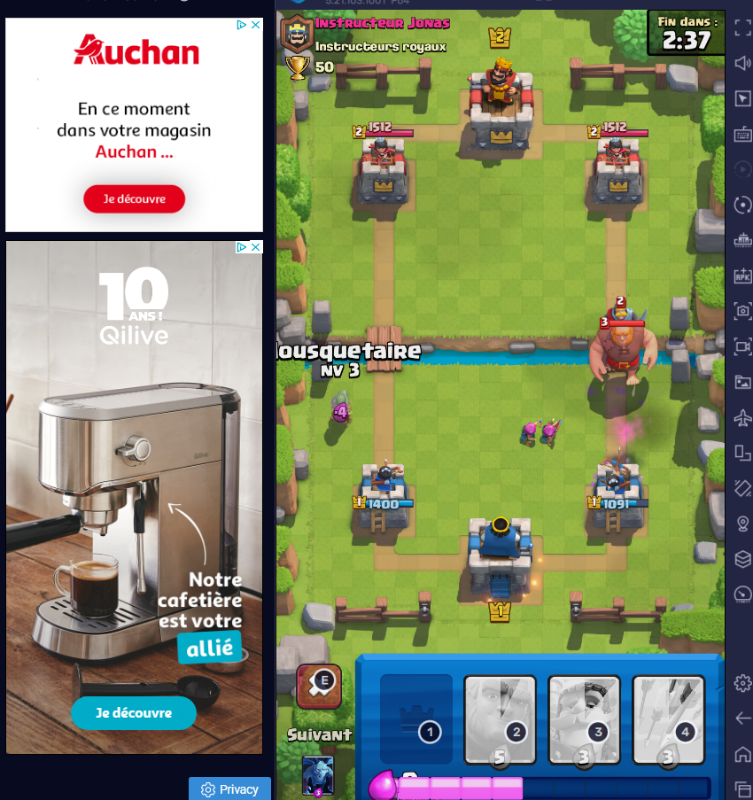 Auchan
En ce moment
dans votre magasin
Auchan ...
Je découvre
10
ANS !
Qilive
Notre
cafetière
est votre
allié
Je découvre
Privacy
Instructeur Jonas
Instructeurs royaux
50
2
Fin dans :
2:37
2 1512
2 1512
2
3
Mousquetaire
NV 3
-4
1 1400
1 1091
1
E
Suivant
1
2
3
4
5
3
3